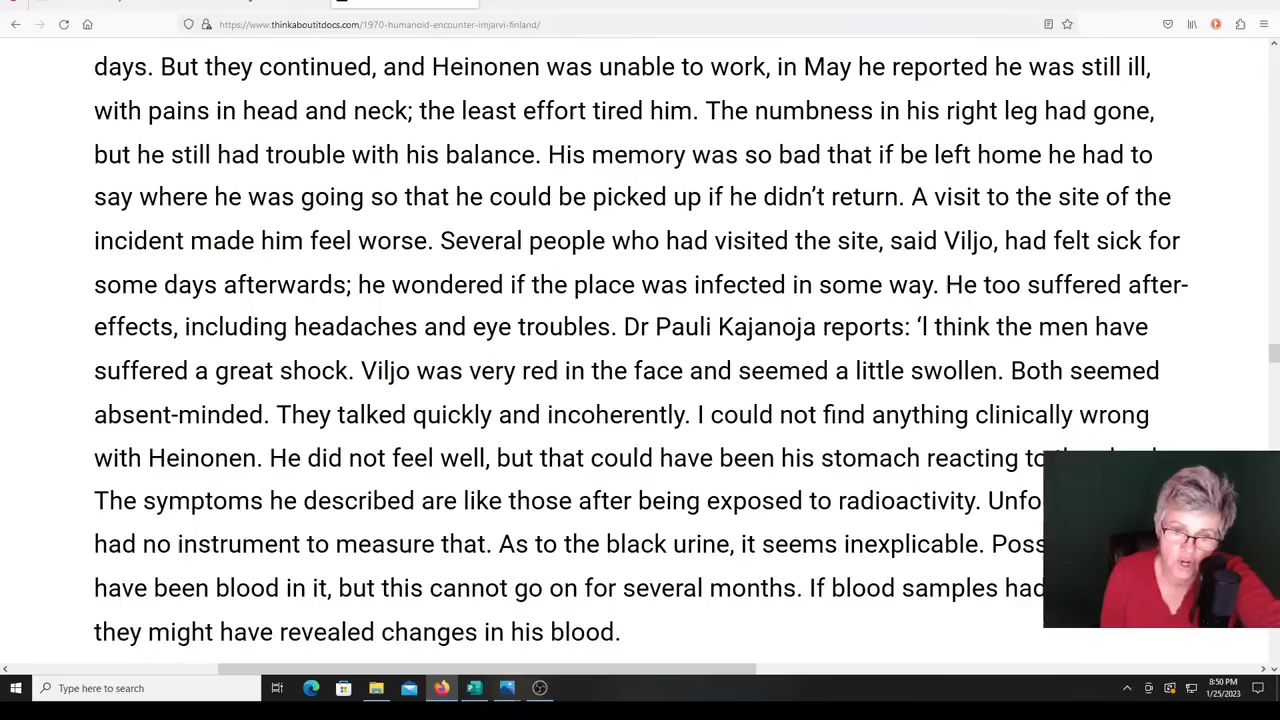 https://www.thinkaboutitdocs.com/1970-humanoid-encounter-imjarvi-finland/
days. But they continued, and Heinonen was unable to work, in May he reported he was still ill,
with pains in head and neck; the least effort tired him. The numbness in his right leg had gone,
but he still had trouble with his balance. His memory was so bad that if be left home he had to
say where he was going so that he could be picked up if he didn’t return. A visit to the site of the
incident made him feel worse. Several people who had visited the site, said Viljo, had felt sick for
some days afterwards; he wondered if the place was infected in some way. He too suffered after-
effects, including headaches and eye troubles. Dr Pauli Kajanoja reports: ‘I think the men have
suffered a great shock. Viljo was very red in the face and seemed a little swollen. Both seemed
absent-minded. They talked quickly and incoherently. I could not find anything clinically wrong
with Heinonen. He did not feel well, but that could have been his stomach reacting to
The symptoms he described are like those after being exposed to radioactivity.
had no instrument to measure that. As to the black urine, it seems inexplicable.
have been blood in it, but this cannot go on for several months. If blood samples had
they might have revealed changes in his blood.
Type here to search
8:50 PM
1/25/2023